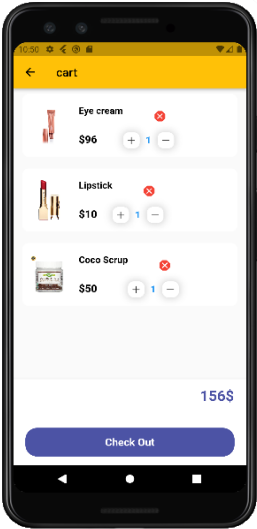 10:50
cart
Eye cream
$96
+ 1 −
Lipstick
$10
+ 1 −
Coco Scrup
$50
+ 1 −
156$
Check Out